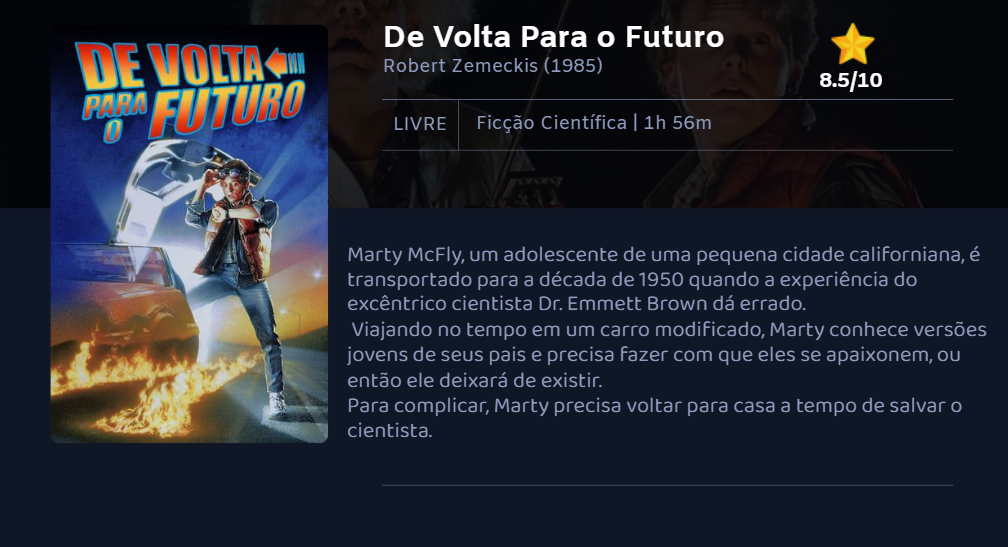 DE VOLTA
PARA O FUTURO
De Volta Para o Futuro
Robert Zemeckis (1985)
8.5/10
LIVRE
Ficção Científica | 1h 56m
Marty McFly, um adolescente de uma pequena cidade californiana, é
transportado para a década de 1950 quando a experiência do
excêntrico cientista Dr. Emmett Brown dá errado.
Viajando no tempo em um carro modificado, Marty conhece versões
jovens de seus pais e precisa fazer com que eles se apaixonem, ou
então ele deixará de existir.
Para complicar, Marty precisa voltar para casa a tempo de salvar o
cientista.